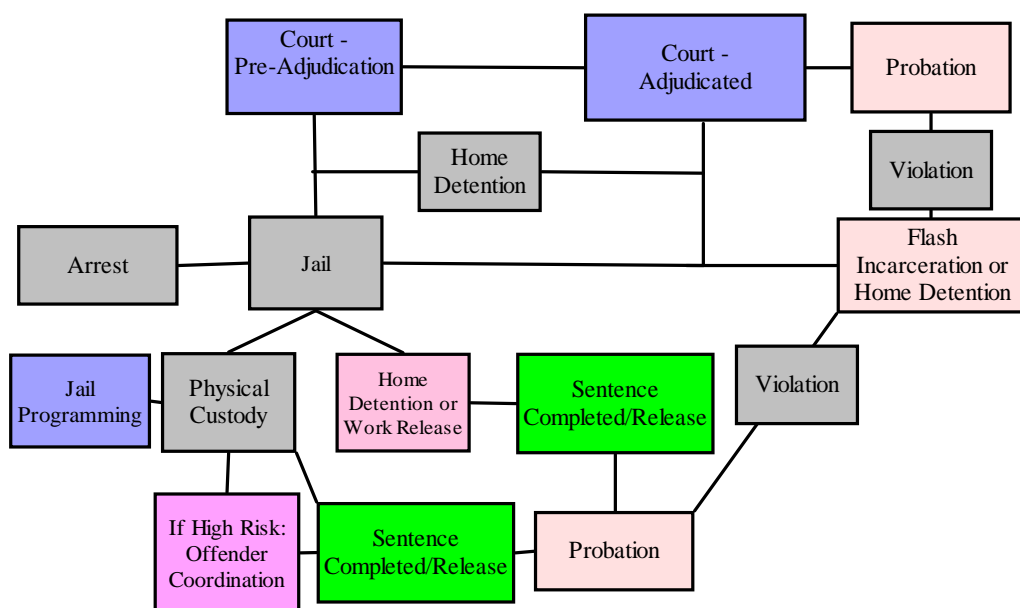 Court -
Pre-Adjudication
Court -
Adjudicated
Probation
Home
Detention
Violation
Arrest
Jail
Flash
Incarceration or
Home Detention
Jail
Programming
Physical
Custody
Home
Detention or
Work Release
Sentence
Completed/Release
Violation
If High Risk:
Offender
Coordination
Sentence
Completed/Release
Probation